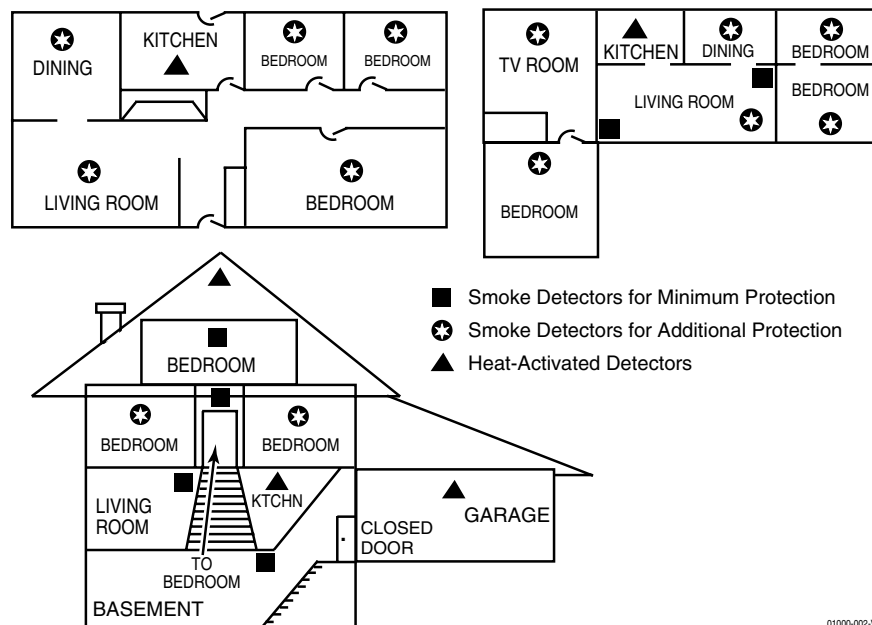 KITCHEN
DINING
BEDROOM
BEDROOM
LIVING ROOM
BEDROOM
TV ROOM
KITCHEN
DINING
BEDROOM
LIVING ROOM
BEDROOM
BEDROOM
Smoke Detectors for Minimum Protection
Smoke Detectors for Additional Protection
Heat-Activated Detectors
BEDROOM
BEDROOM
BEDROOM
LIVING
ROOM
KTCHN
TO
BEDROOM
BASEMENT
CLOSED
DOOR
GARAGE